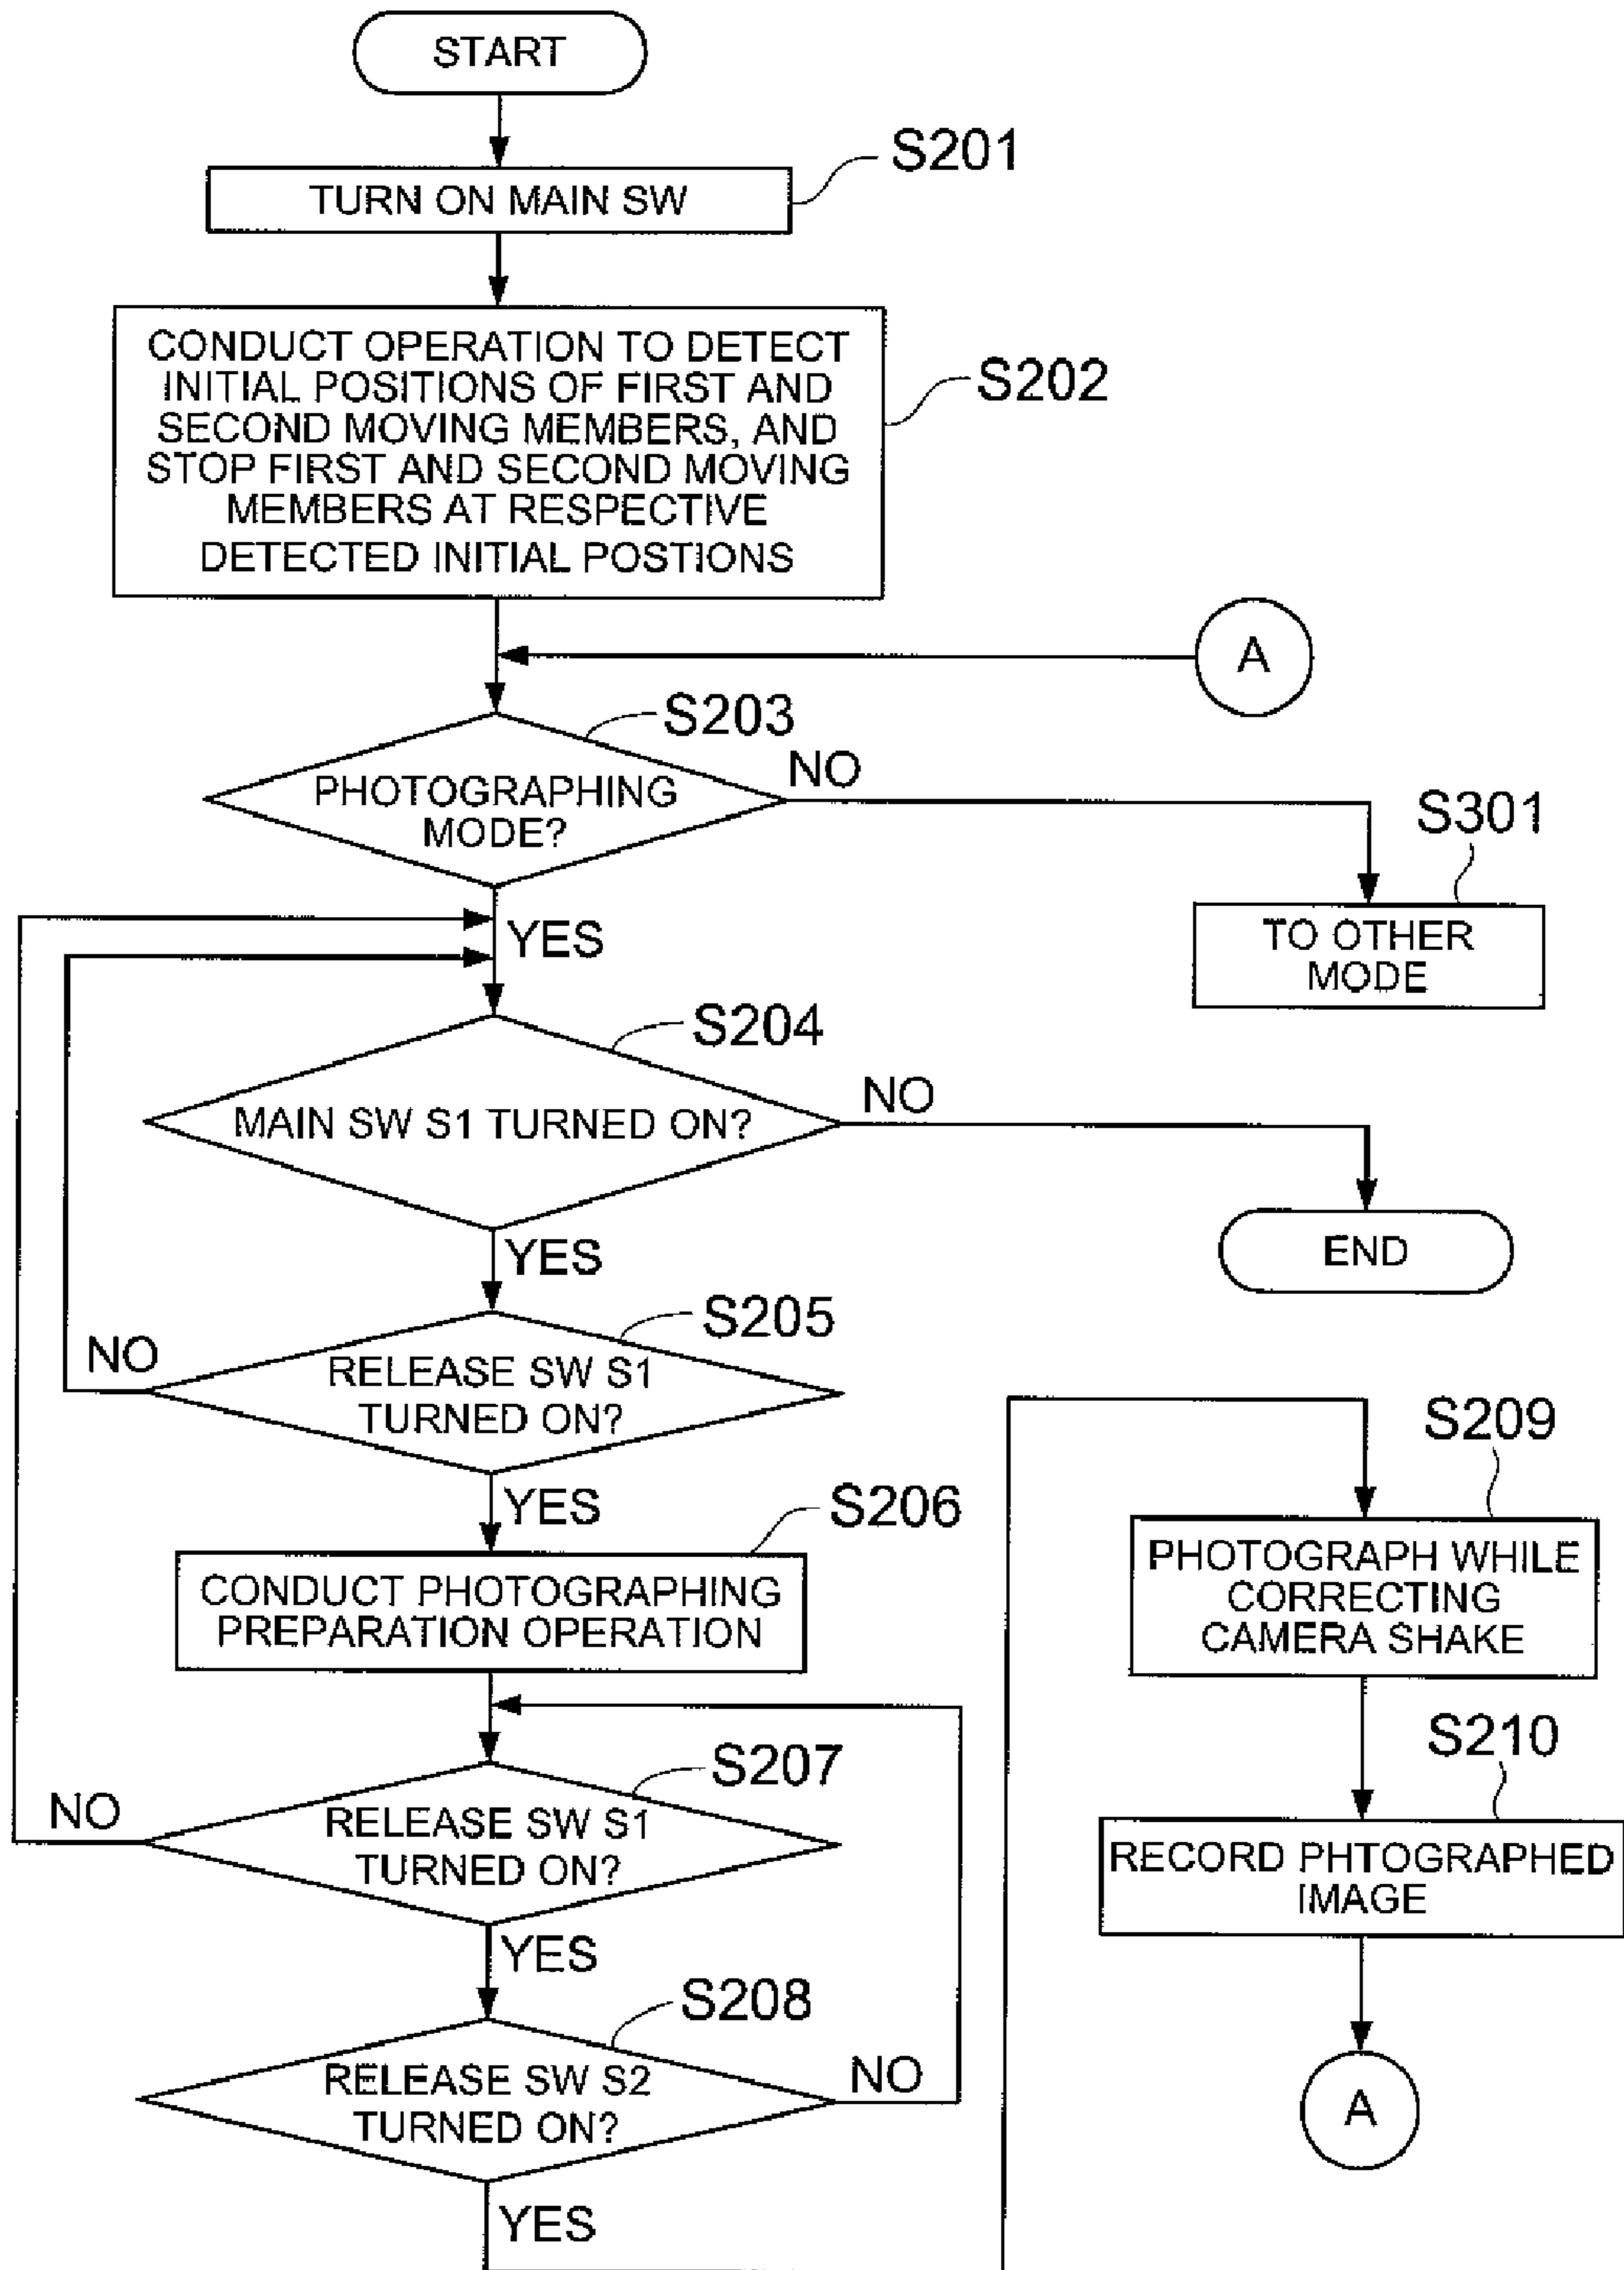 START
S201
TURN ON MAIN SW
CONDUCT OPERATION TO DETECT
INITIAL POSITIONS OF FIRST AND
SECOND MOVING MEMBERS, AND
STOP FIRST AND SECOND MOVING
MEMBERS AT RESPECTIVE
DETECTED INITIAL POSTIONS
S202
A
S203
PHOTOGRAPHING
MODE?
NO
S301
TO OTHER
MODE
YES
S204
MAIN SW S1 TURNED ON?
NO
END
YES
S205
NO
RELEASE SW S1
TURNED ON?
YES
S206
CONDUCT PHOTOGRAPHING
PREPARATION OPERATION
S207
NO
RELEASE SW S1
TURNED ON?
YES
S208
RELEASE SW S2
TURNED ON?
NO
YES
S209
PHOTOGRAPH WHILE
CORRECTING
CAMERA SHAKE
S210
RECORD PHTOGRAPHED
IMAGE
A